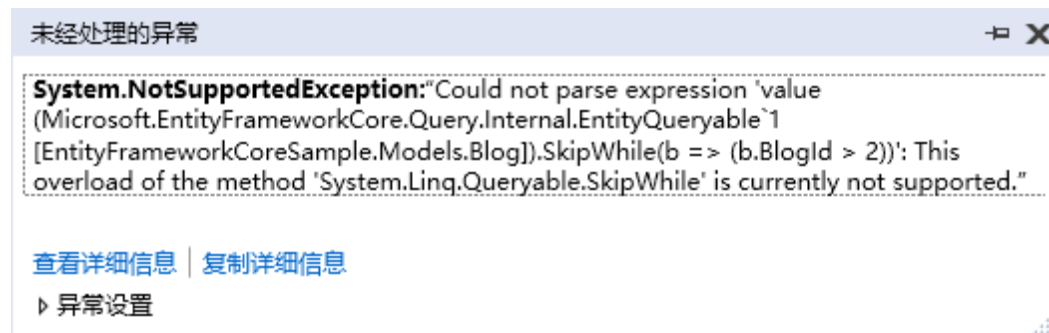 未经处理的异常
System.NotSupportedException:“Could not parse expression 'value
(Microsoft.EntityFrameworkCore.Query.Internal.EntityQueryable`1
[EntityFrameworkCoreSample.Models.Blog]).SkipWhile(b => (b.BlogId > 2))': This
overload of the method 'System.Linq.Queryable.SkipWhile' is currently not supported.”
查看详细信息 | 复制详细信息
异常设置